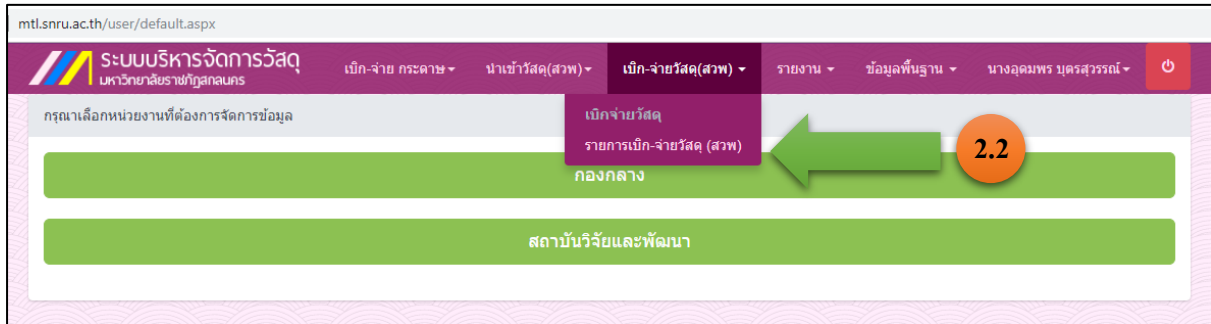 mtl.snru.ac.th/user/default.aspx
ระบบบริหารจัดการวัสดุ
มหาวิทยาลัยราชภัฏสกลนคร
เบิก-จ่าย กระดาษ
นำเข้าวัสดุ(สวพ)
เบิก-จ่ายวัสดุ(สวพ)
รายงาน
ข้อมูลพื้นฐาน
นางอุดมพร บุตรสุวรรณ์
กรุณาเลือกหน่วยงานที่ต้องการจัดการข้อมูล
เบิกจ่ายวัสดุ
รายการเบิก-จ่ายวัสดุ (สวพ)
2.2
กองกลาง
สถาบันวิจัยและพัฒนา